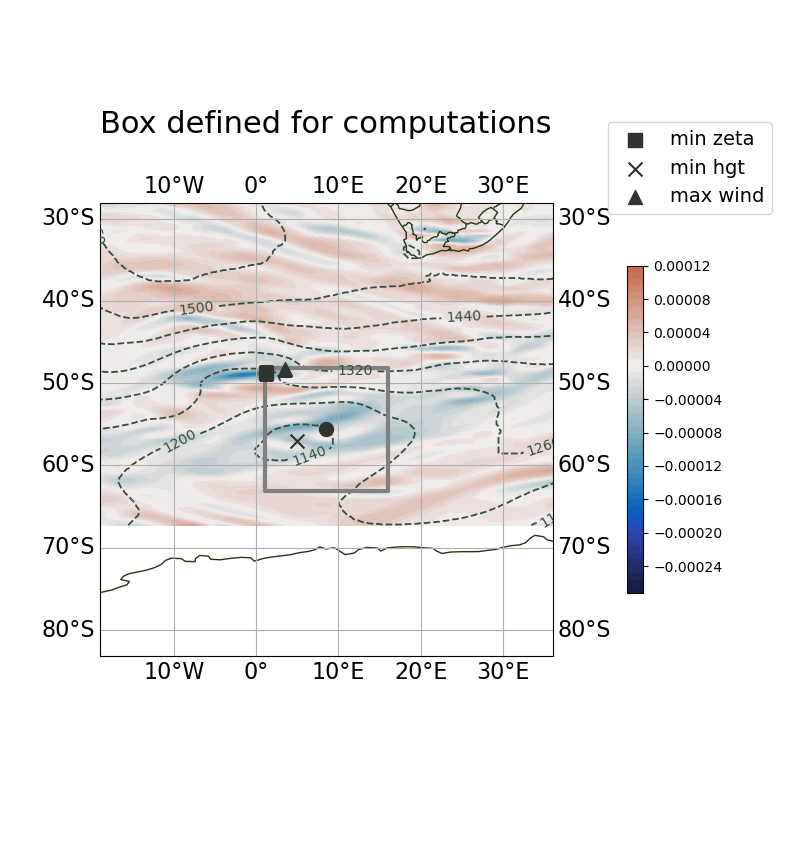 Box defined for computations
min zeta
min hgt
max wind
10°W 0° 10°E 20°E 30°E
30°S 30°S
40°S 40°S
50°S 50°S
60°S 60°S
70°S 70°S
80°S 80°S
10°W 0° 10°E 20°E 30°E
1500
1440
1320
1200
1140
0.00012
0.00008
0.00004
0.00000
−0.00004
−0.00008
−0.00012
−0.00016
−0.00020
−0.00024